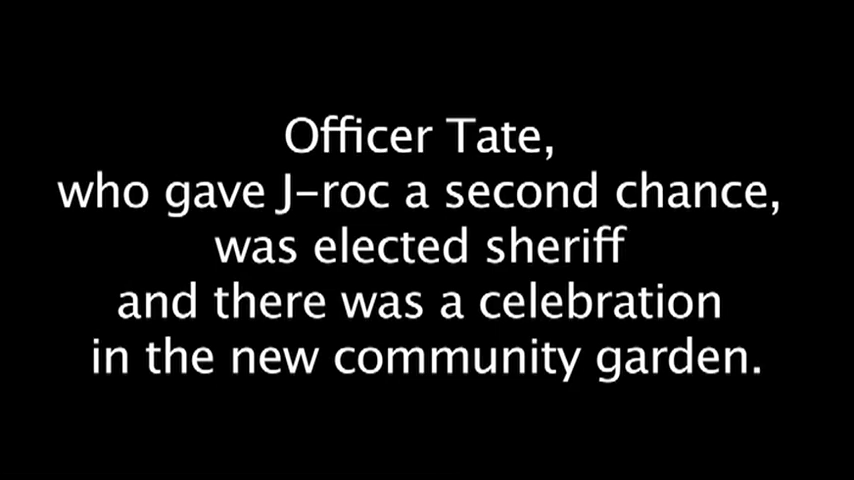 Officer Tate,
who gave J-roc a second chance,
was elected sheriff
and there was a celebration
in the new community garden.